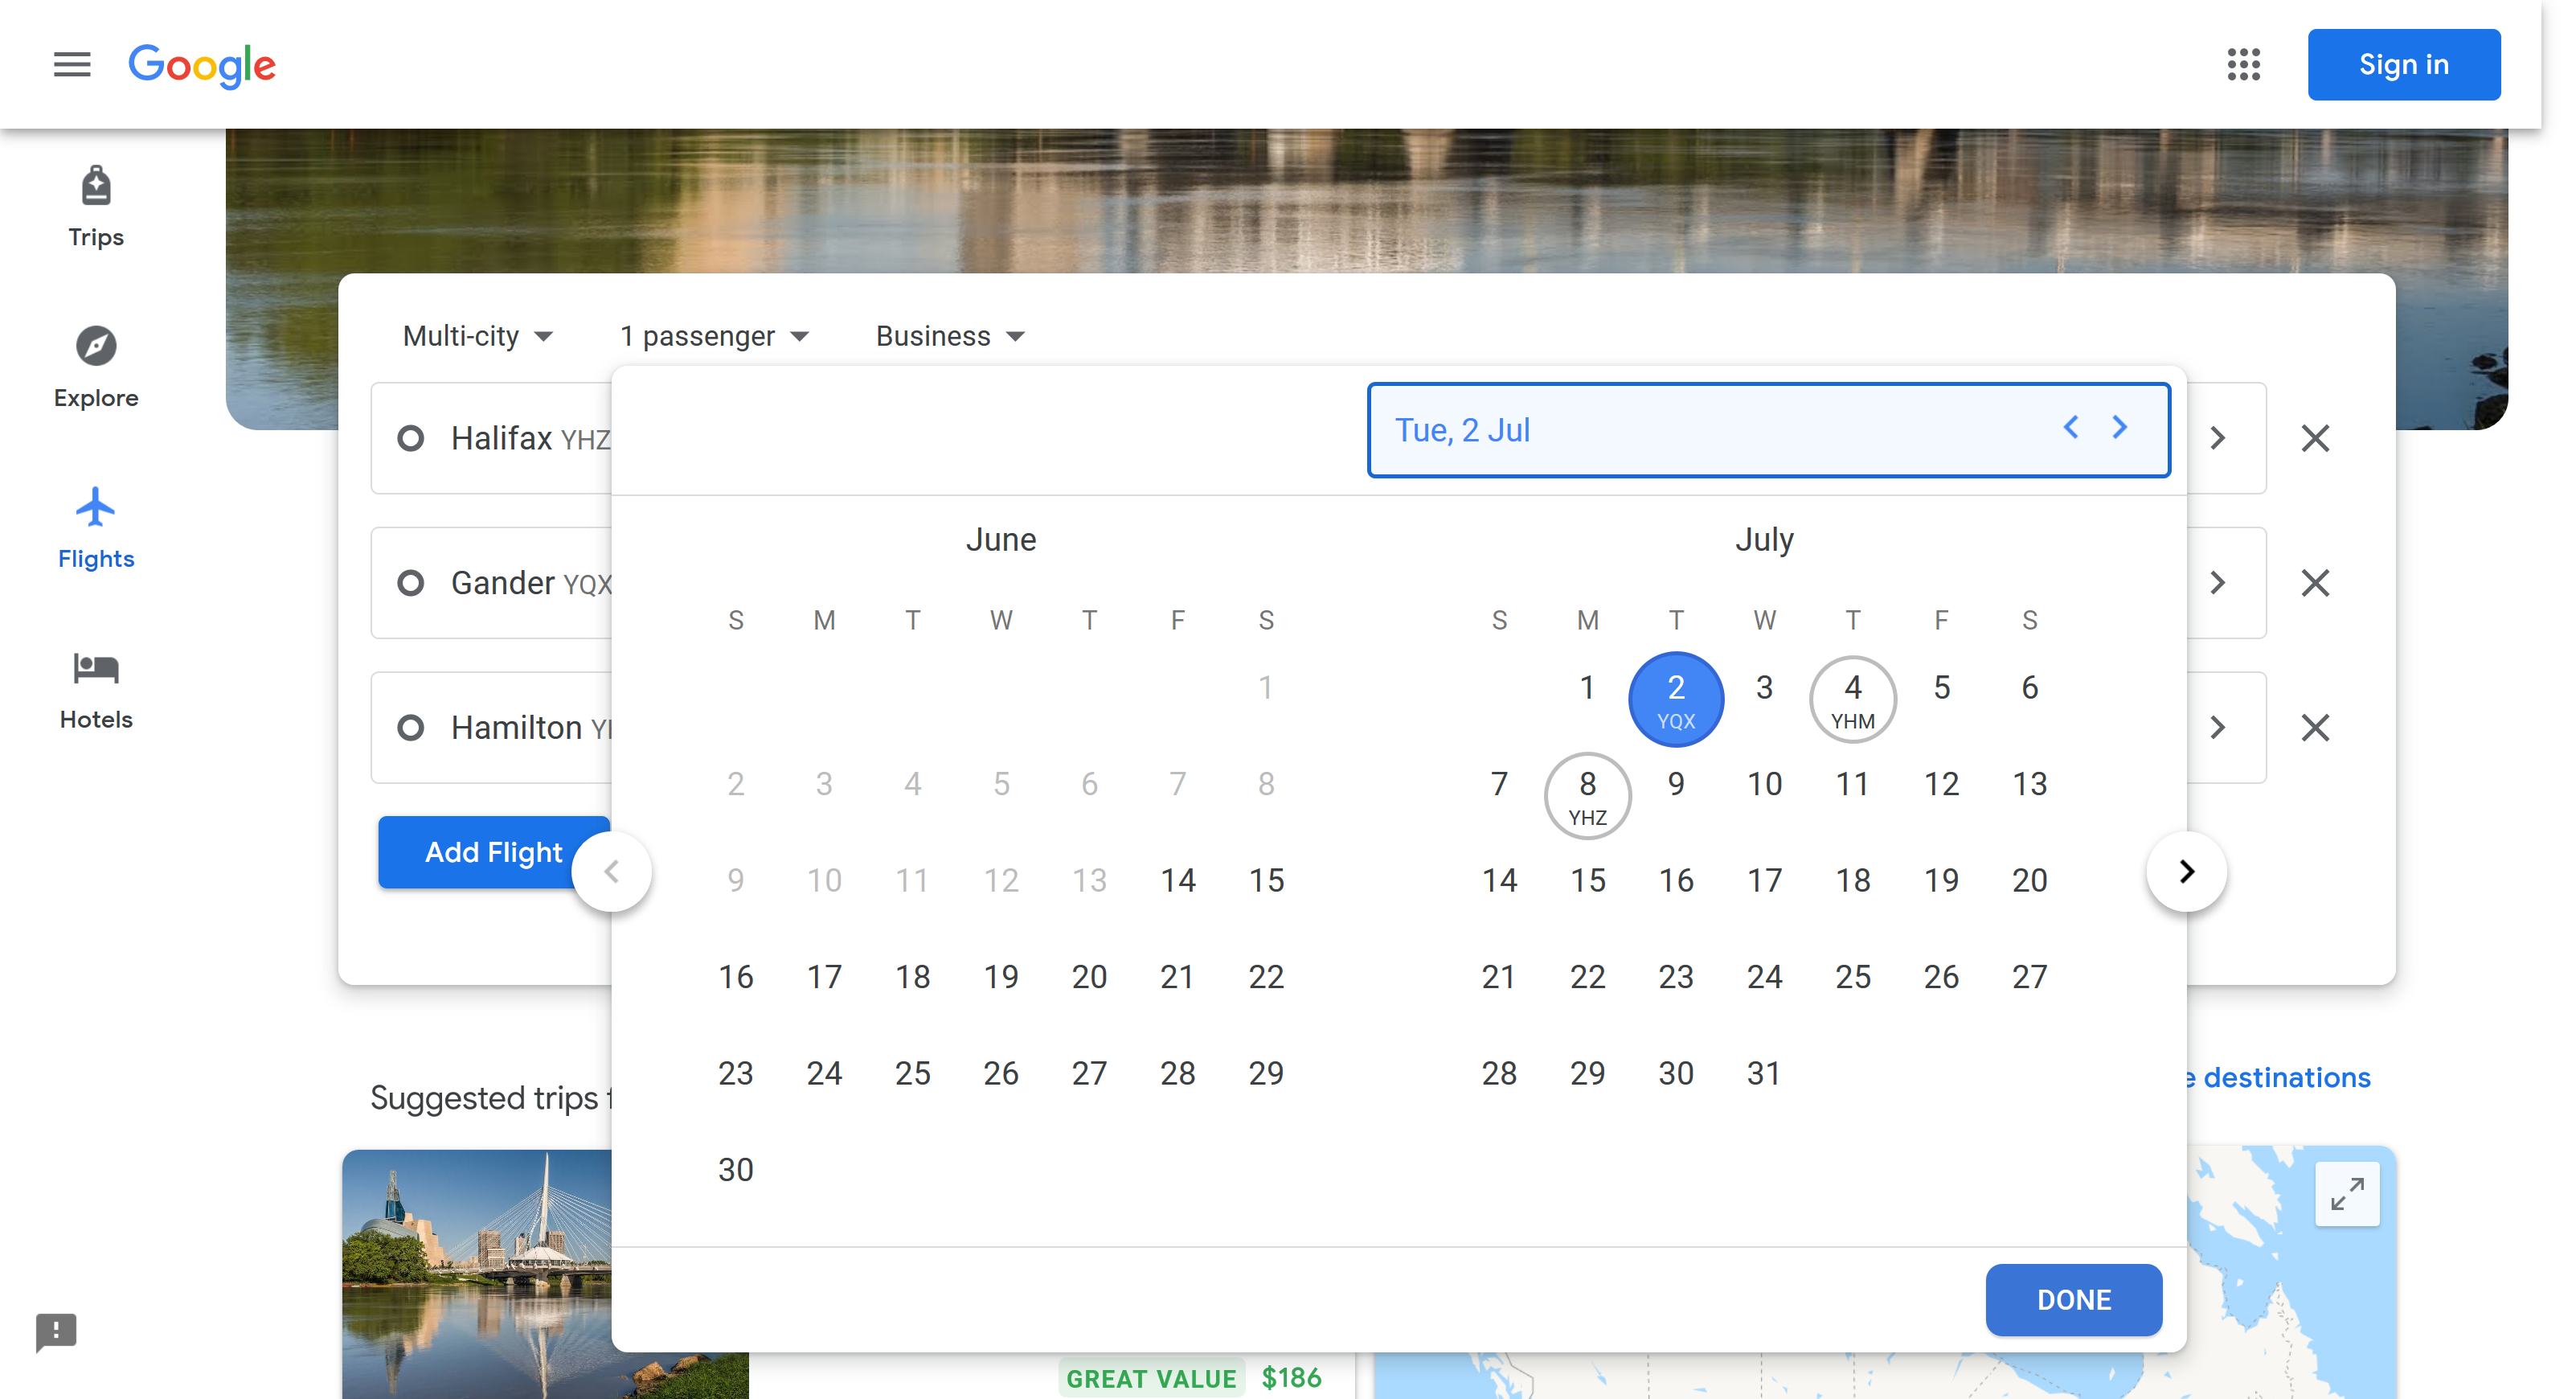 Google
Sign in
Trips
Explore
Flights
Hotels
Multi-city
1 passenger
Business
Halifax YHZ
Gander YQX
Hamilton
Add Flight
Tue, 2 Jul
June
S M T W T F S
1
2 3 4 5 6 7 8
9 10 11 12 13 14 15
16 17 18 19 20 21 22
23 24 25 26 27 28 29
30
July
S M T W T F S
1 2 3 4 5 6
YQX YHM
7 8 9 10 11 12 13
YHZ
14 15 16 17 18 19 20
21 22 23 24 25 26 27
28 29 30 31
DONE
Suggested trips
destinations
GREAT VALUE $186